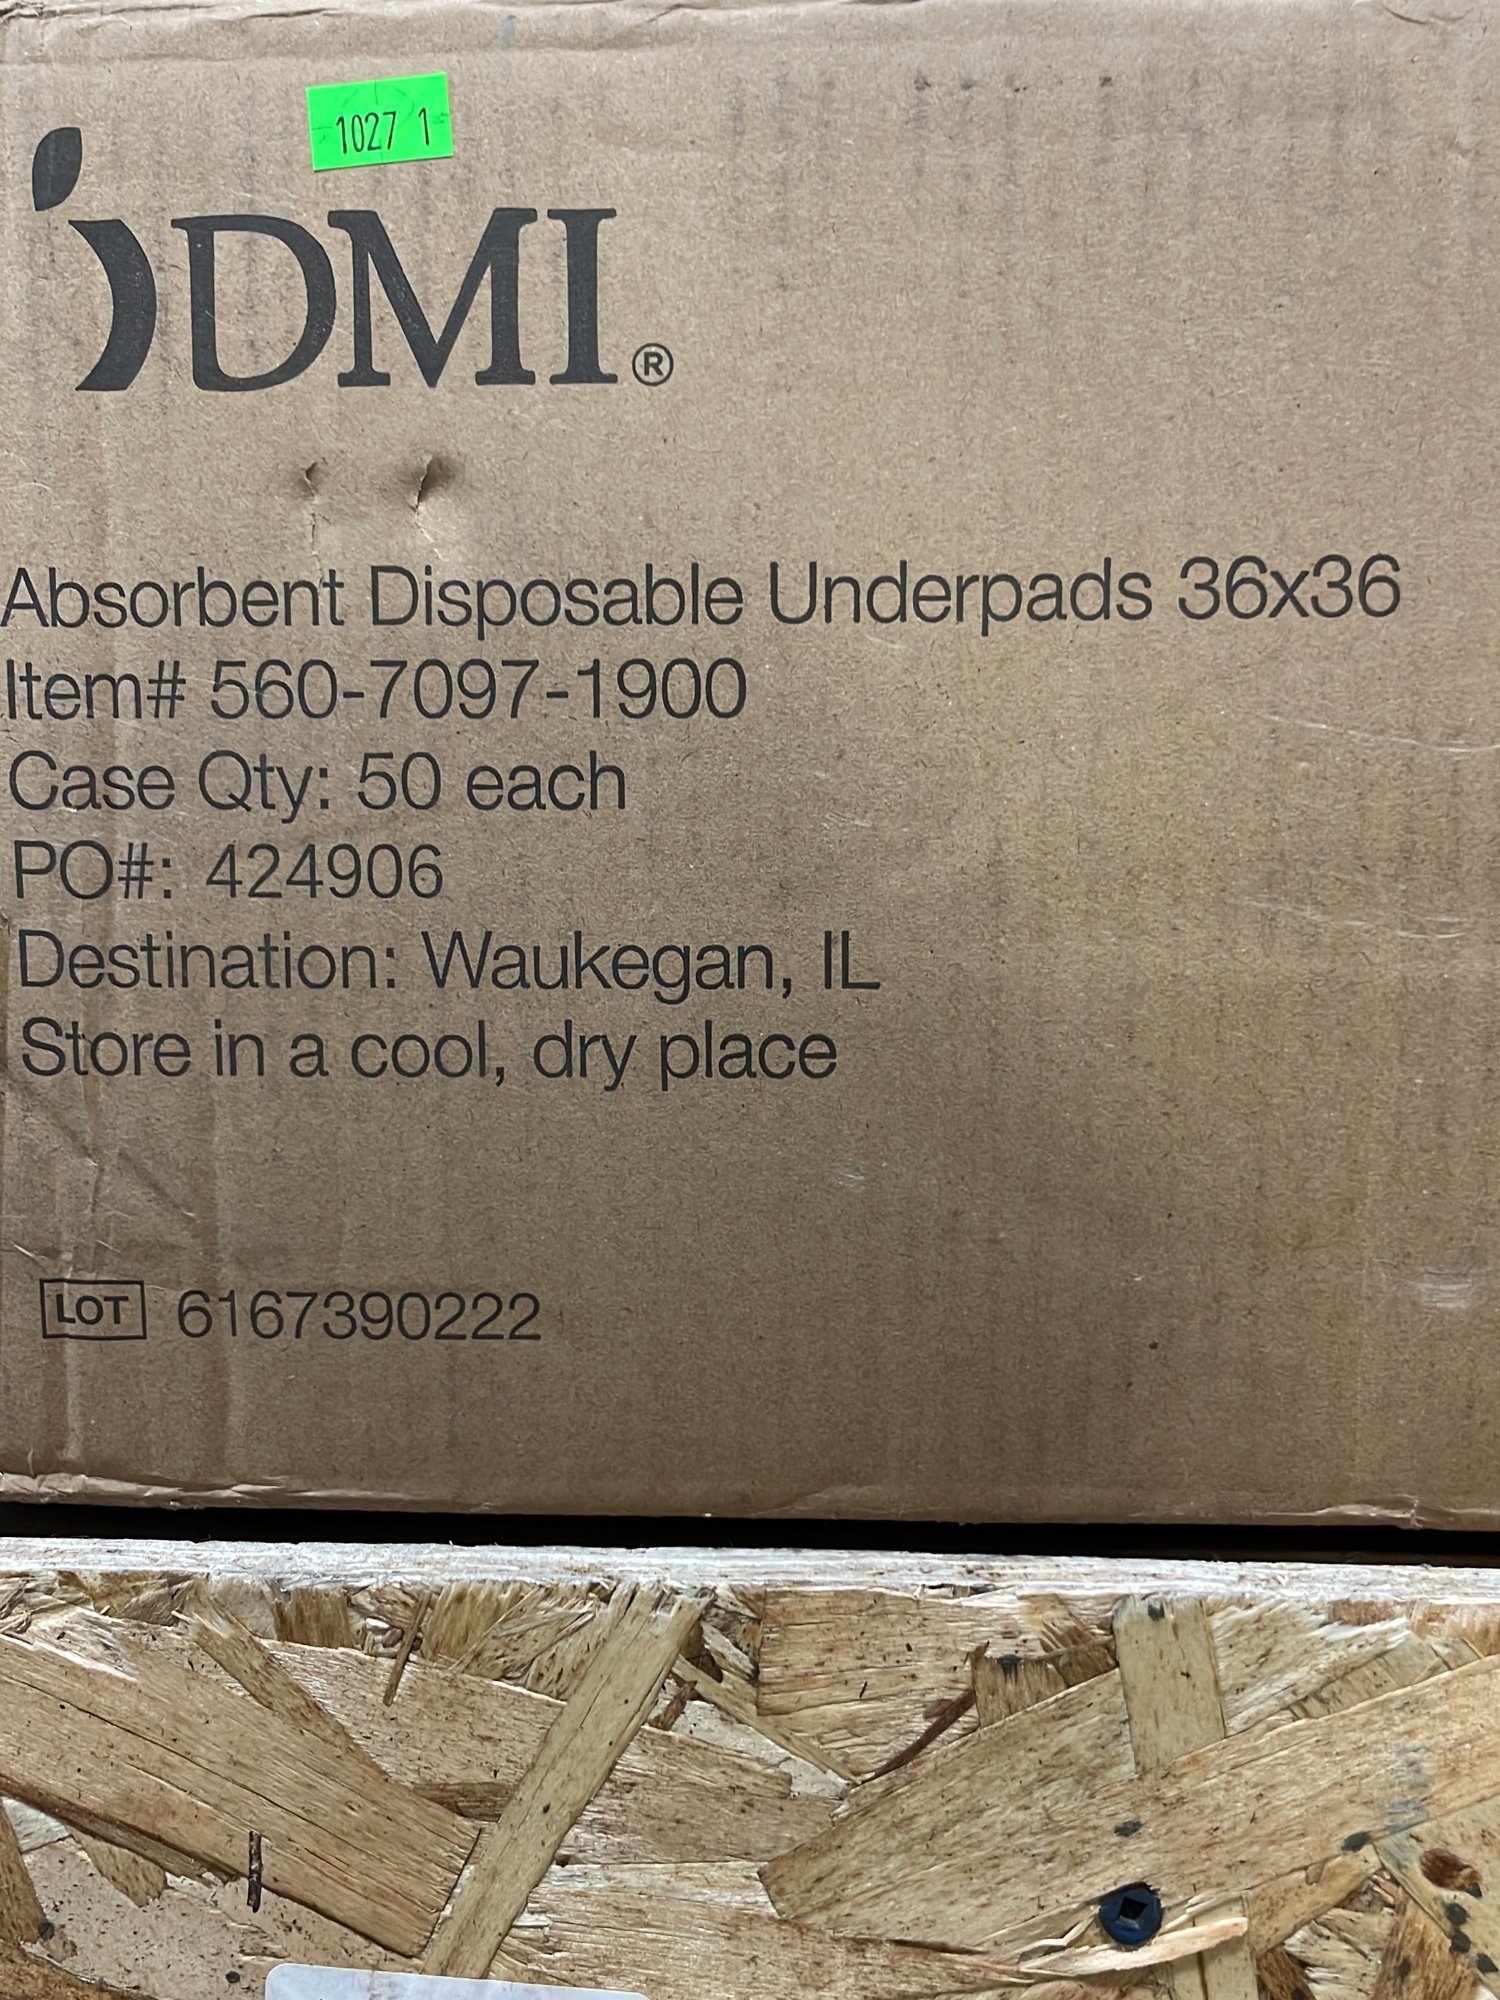 1027 1
DMI®
Absorbent Disposable Underpads 36x36
Item# 560-7097-1900
Case Qty: 50 each
PO#: 424906
Destination: Waukegan, IL
Store in a cool, dry place
LOT 6167390222